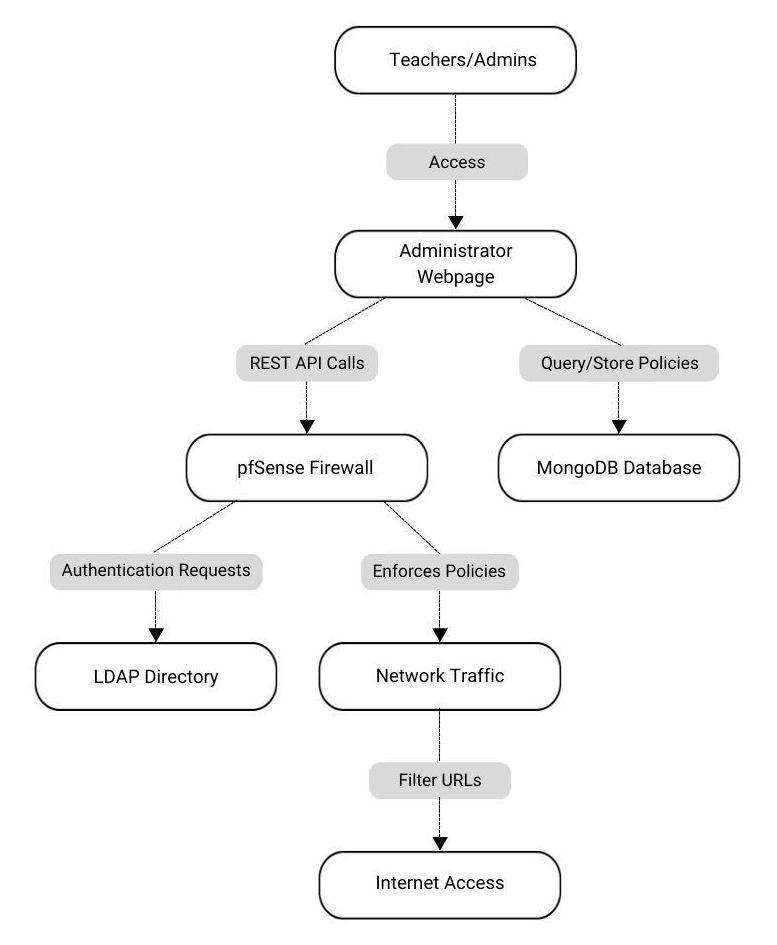 Teachers/Admins
Access
Administrator
Webpage
REST API Calls
Query/Store Policies
pfSense Firewall
MongoDB Database
Authentication Requests
Enforces Policies
LDAP Directory
Network Traffic
Filter URLs
Internet Access